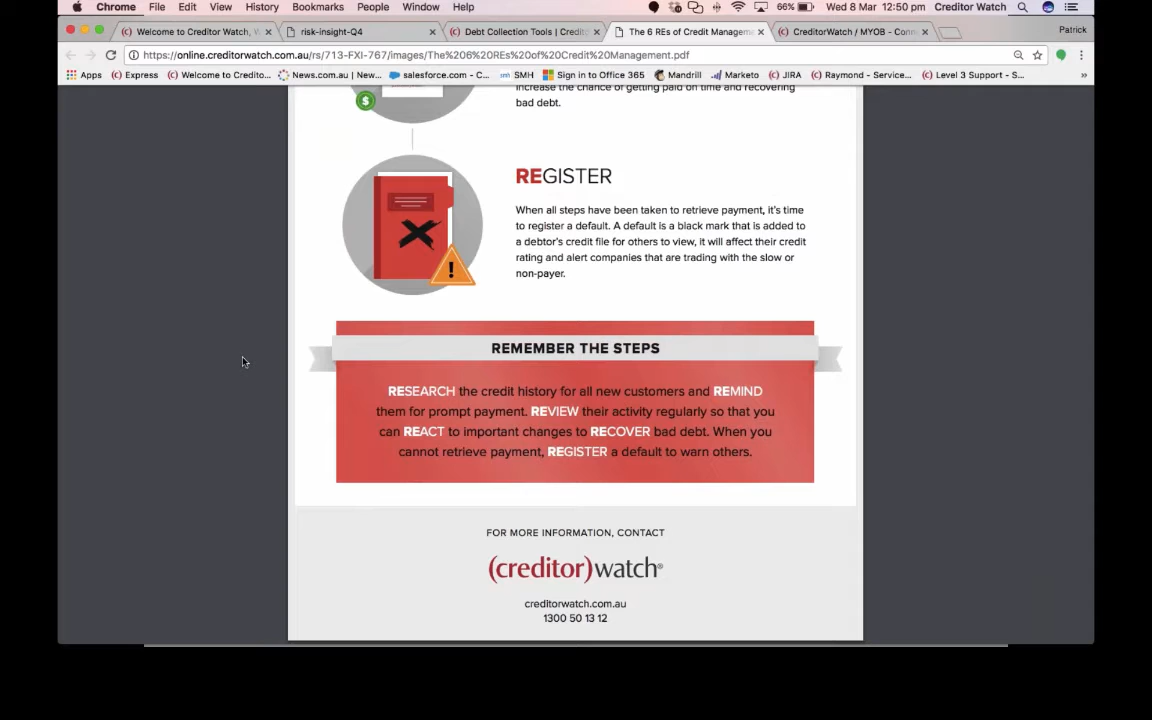 Chrome File Edit View History Bookmarks People Window Help 66% Wed 8 Mar 12:50 pm Creditor Watch
Welcome to Creditor Watch, risk-insight-Q4 Debt Collection Tools | Credit The 6 REs of Credit Manageme CreditorWatch / MYOB - Conn Patrick
https://online.creditorwatch.com.au/rs/713-FXI-767/images/The%206%20REs%20of%20Credit%20Management.pdf
Apps Express Welcome to Credito... News.com.au | New... salesforce.com - C... SMH Sign in to Office 365 Mandrill Marketo JIRA Raymond - Service... Level 3 Support - S... »
increase the chance of getting paid on time and recovering
bad debt.
$
REGISTER
When all steps have been taken to retrieve payment, it's time
to register a default. A default is a black mark that is added to
a debtor's credit file for others to view, it will affect their credit
rating and alert companies that are trading with the slow or
non-payer.
!
REMEMBER THE STEPS
RESEARCH the credit history for all new customers and REMIND
them for prompt payment. REVIEW their activity regularly so that you
can REACT to important changes to RECOVER bad debt. When you
cannot retrieve payment, REGISTER a default to warn others.
FOR MORE INFORMATION, CONTACT
(creditor)watch®
creditorwatch.com.au
1300 50 13 12